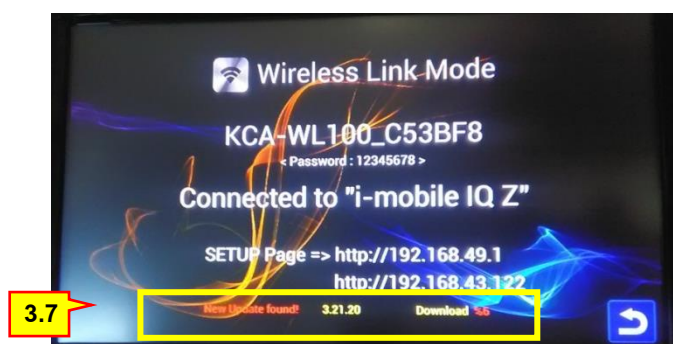 Wireless Link Mode
KCA-WL100_C53BF8
< Password : 12345678 >
Connected to "i-mobile IQ Z"
SETUP Page => http://192.168.49.1
http://192.168.43.122
3.7
New Update found! 3.21.20 Download %6